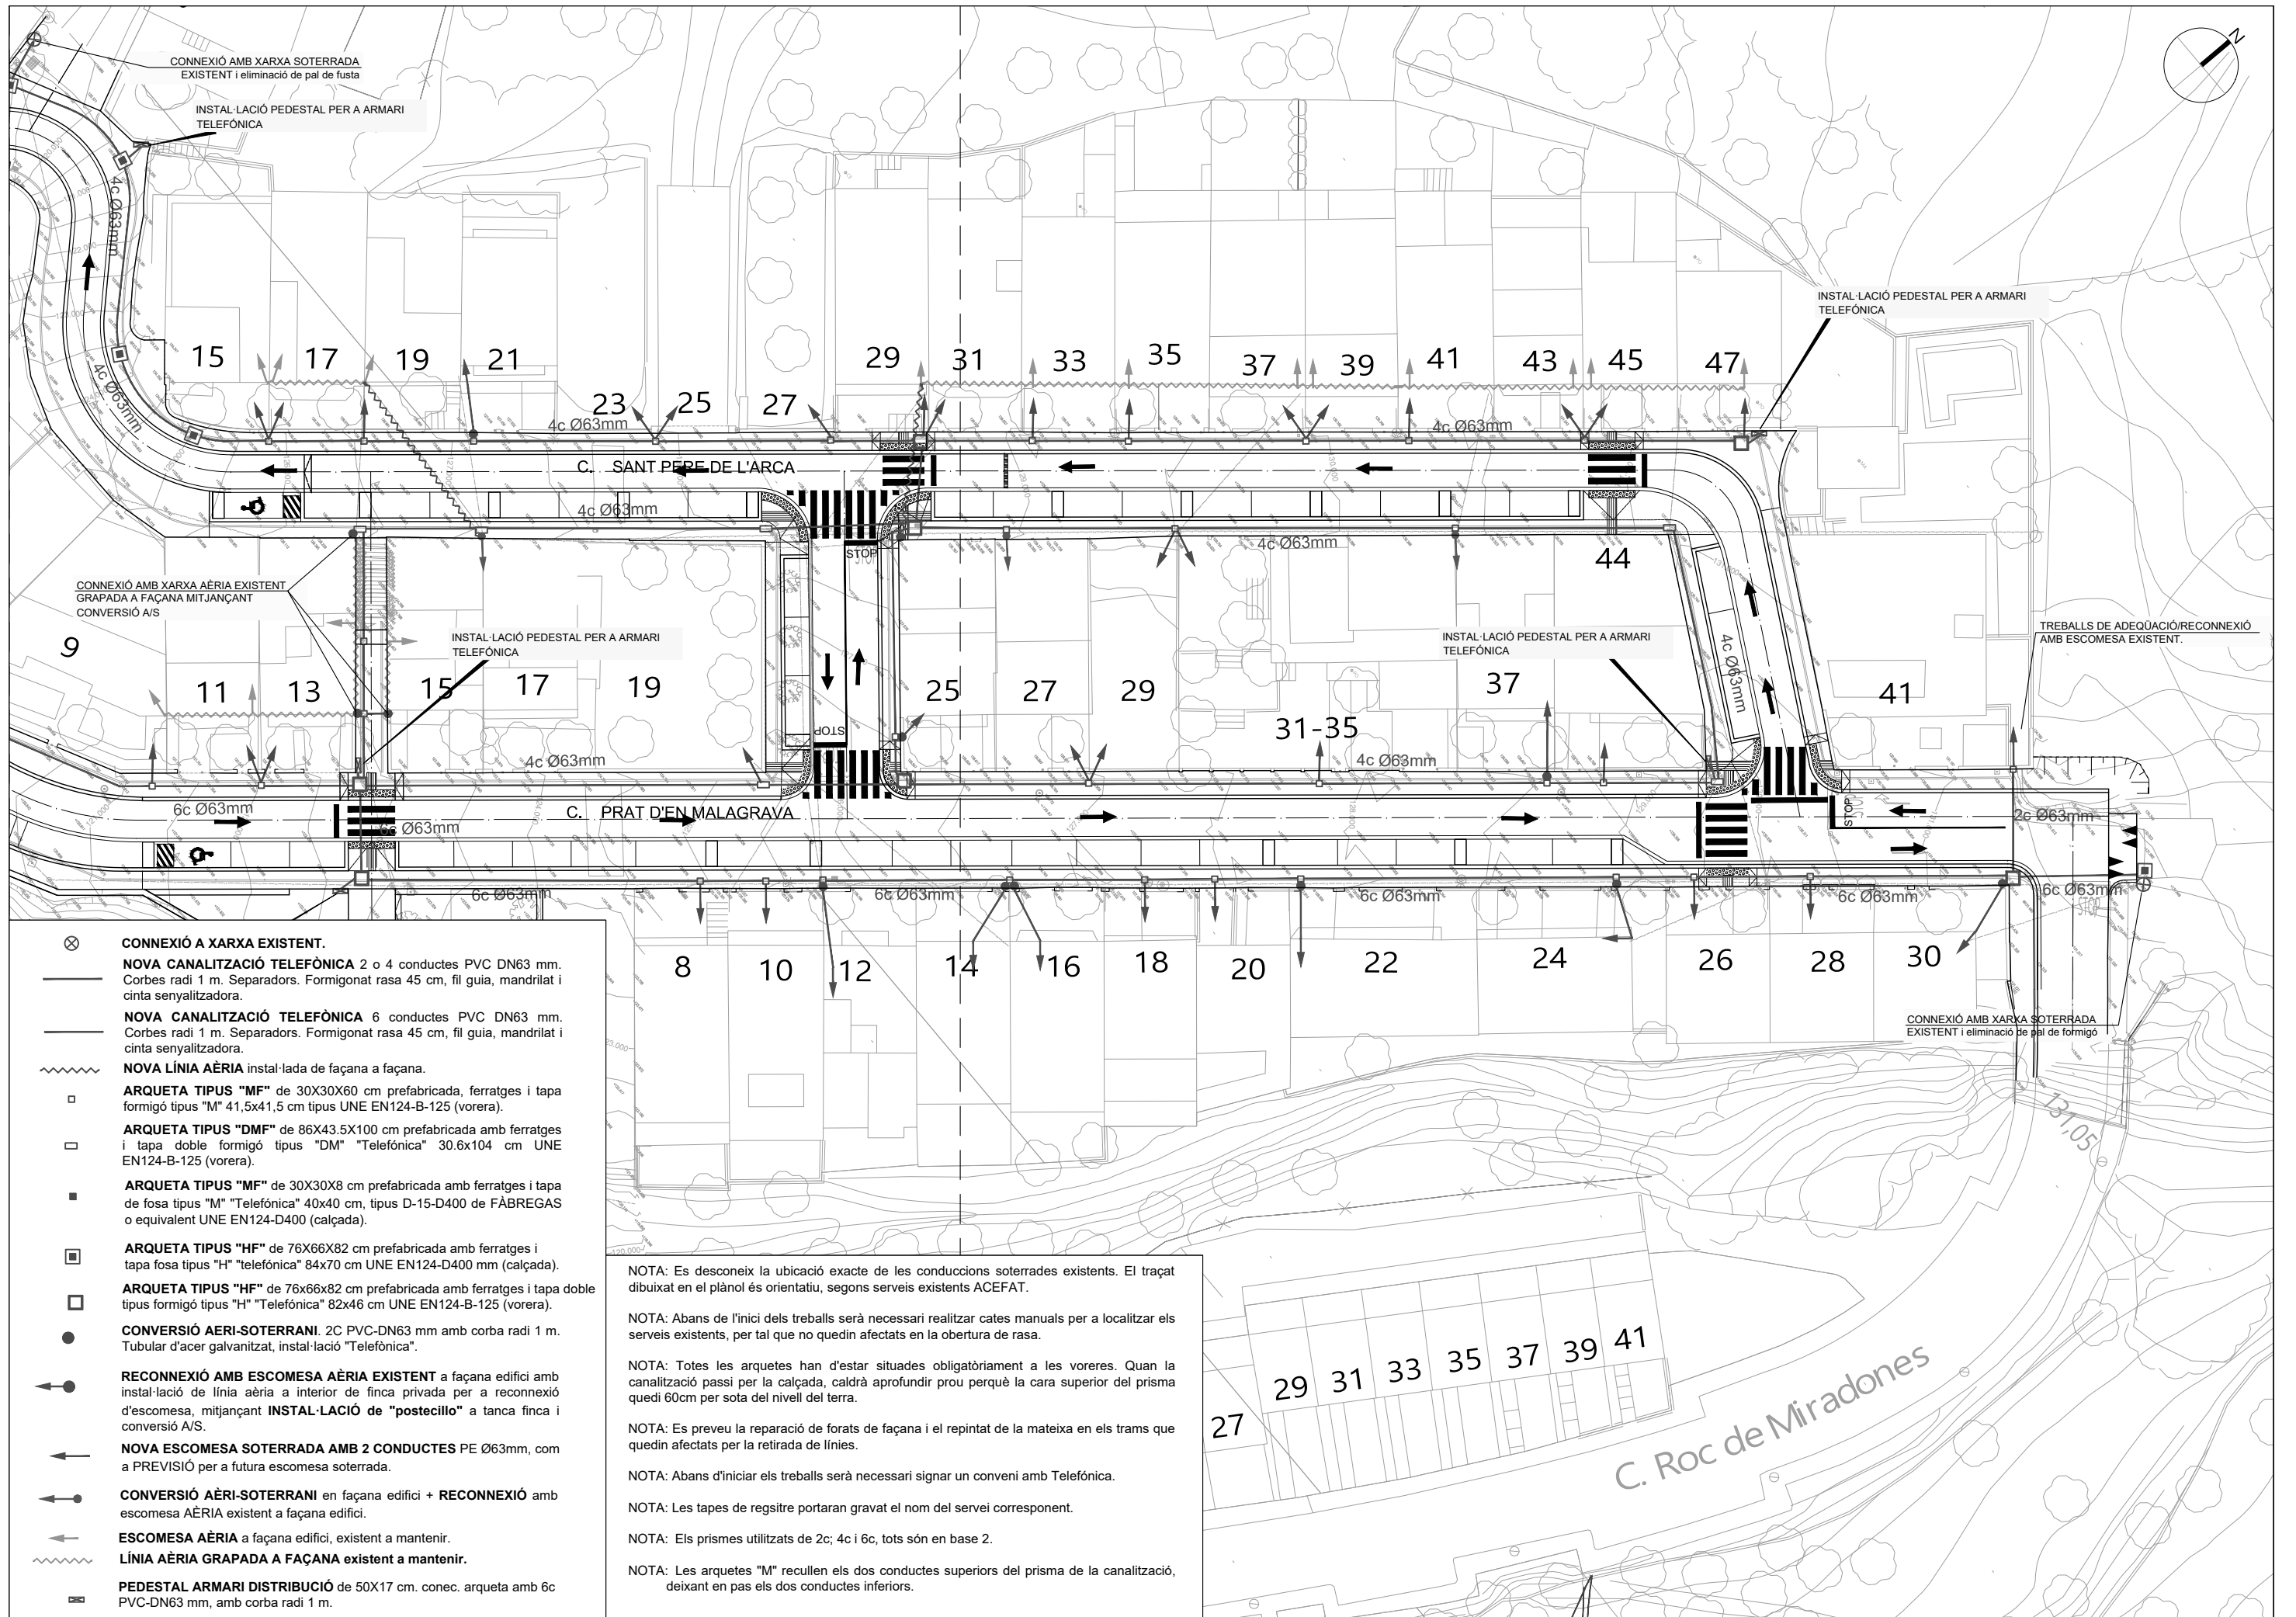 N
CONNEXIÓ AMB XARXA SOTERRADA
EXISTENT i eliminació de pal de fusta
INSTAL·LACIÓ PEDESTAL PER A ARMARI
TELEFÓNICA
4c Ø63mm
4c Ø63mm
INSTAL·LACIÓ PEDESTAL PER A ARMARI
TELEFÓNICA
15 17 19 21 29 31 33 35 37 39 41 43 45 47
23 25 27
4c Ø63mm 4c Ø63mm
C. SANT PERE DE L'ARCA
4c Ø63mm
STOP
4c Ø63mm
44
CONNEXIÓ AMB XARXA AÈRIA EXISTENT
GRAPADA A FAÇANA MITJANÇANT
CONVERSIÓ A/S
INSTAL·LACIÓ PEDESTAL PER A ARMARI
TELEFÓNICA
INSTAL·LACIÓ PEDESTAL PER A ARMARI
TELEFÓNICA
TREBALLS DE ADEQÜACIÓ/RECONNEXIÓ
AMB ESCOMESA EXISTENT.
4c Ø63mm
9 11 13 15 17 19 25 27 29 31-35 37 41
STOP
4c Ø63mm 4c Ø63mm
6c Ø63mm
6c Ø63mm
C. PRAT D'EN MALAGRAVA
STOP
2c Ø63mm
6c Ø63mm 6c Ø63mm 6c Ø63mm 6c Ø63mm 6c Ø63mm
STOP
8 10 12 14 16 18 20 22 24 26 28 30
CONNEXIÓ AMB XARXA SOTERRADA
EXISTENT i eliminació de pal de formigó
131,05
CONNEXIÓ A XARXA EXISTENT.
NOVA CANALITZACIÓ TELEFÒNICA 2 o 4 conductes PVC DN63 mm.
Corbes radi 1 m. Separadors. Formigonat rasa 45 cm, fil guia, mandrilat i
cinta senyalitzadora.
NOVA CANALITZACIÓ TELEFÒNICA 6 conductes PVC DN63 mm.
Corbes radi 1 m. Separadors. Formigonat rasa 45 cm, fil guia, mandrilat i
cinta senyalitzadora.
NOVA LÍNIA AÈRIA instal·lada de façana a façana.
ARQUETA TIPUS "MF" de 30X30X60 cm prefabricada, ferratges i tapa
formigó tipus "M" 41,5x41,5 cm tipus UNE EN124-B-125 (vorera).
ARQUETA TIPUS "DMF" de 86X43.5X100 cm prefabricada amb ferratges
i tapa doble formigó tipus "DM" "Telefónica" 30.6x104 cm UNE
EN124-B-125 (vorera).
ARQUETA TIPUS "MF" de 30X30X8 cm prefabricada amb ferratges i tapa
de fosa tipus "M" "Telefónica" 40x40 cm, tipus D-15-D400 de FÀBREGAS
o equivalent UNE EN124-D400 (calçada).
ARQUETA TIPUS "HF" de 76X66X82 cm prefabricada amb ferratges i
tapa fosa tipus "H" "telefónica" 84x70 cm UNE EN124-D400 mm (calçada).
ARQUETA TIPUS "HF" de 76x66x82 cm prefabricada amb ferratges i tapa doble
tipus formigó tipus "H" "Telefónica" 82x46 cm UNE EN124-B-125 (vorera).
CONVERSIÓ AERI-SOTERRANI. 2C PVC-DN63 mm amb corba radi 1 m.
Tubular d'acer galvanitzat, instal·lació "Telefònica".
RECONNEXIÓ AMB ESCOMESA AÈRIA EXISTENT a façana edifici amb
instal·lació de línia aèria a interior de finca privada per a reconnexió
d'escomesa, mitjançant INSTAL·LACIÓ de "postecillo" a tanca finca i
conversió A/S.
NOVA ESCOMESA SOTERRADA AMB 2 CONDUCTES PE Ø63mm, com
a PREVISIÓ per a futura escomesa soterrada.
CONVERSIÓ AÈRI-SOTERRANI en façana edifici + RECONNEXIÓ amb
escomesa AÈRIA existent a façana edifici.
ESCOMESA AÈRIA a façana edifici, existent a mantenir.
LÍNIA AÈRIA GRAPADA A FAÇANA existent a mantenir.
PEDESTAL ARMARI DISTRIBUCIÓ de 50X17 cm. conec. arqueta amb 6c
PVC-DN63 mm, amb corba radi 1 m.
NOTA: Es desconeix la ubicació exacte de les conduccions soterrades existents. El traçat
dibuixat en el plànol és orientatiu, segons serveis existents ACEFAT.
NOTA: Abans de l'inici dels treballs serà necessari realitzar cates manuals per a localitzar els
serveis existents, per tal que no quedin afectats en la obertura de rasa.
NOTA: Totes les arquetes han d'estar situades obligatòriament a les voreres. Quan la
canalització passi per la calçada, caldrà aprofundir prou perquè la cara superior del prisma
quedi 60cm per sota del nivell del terra.
NOTA: Es preveu la reparació de forats de façana i el repintat de la mateixa en els trams que
quedin afectats per la retirada de línies.
NOTA: Abans d'iniciar els treballs serà necessari signar un conveni amb Telefónica.
NOTA: Les tapes de regsitre portaran gravat el nom del servei corresponent.
NOTA: Els prismes utilitzats de 2c; 4c i 6c, tots són en base 2.
NOTA: Les arquetes "M" recullen els dos conductes superiors del prisma de la canalització,
deixant en pas els dos conductes inferiors.
27 29 31 33 35 37 39 41
C. Roc de Miradones